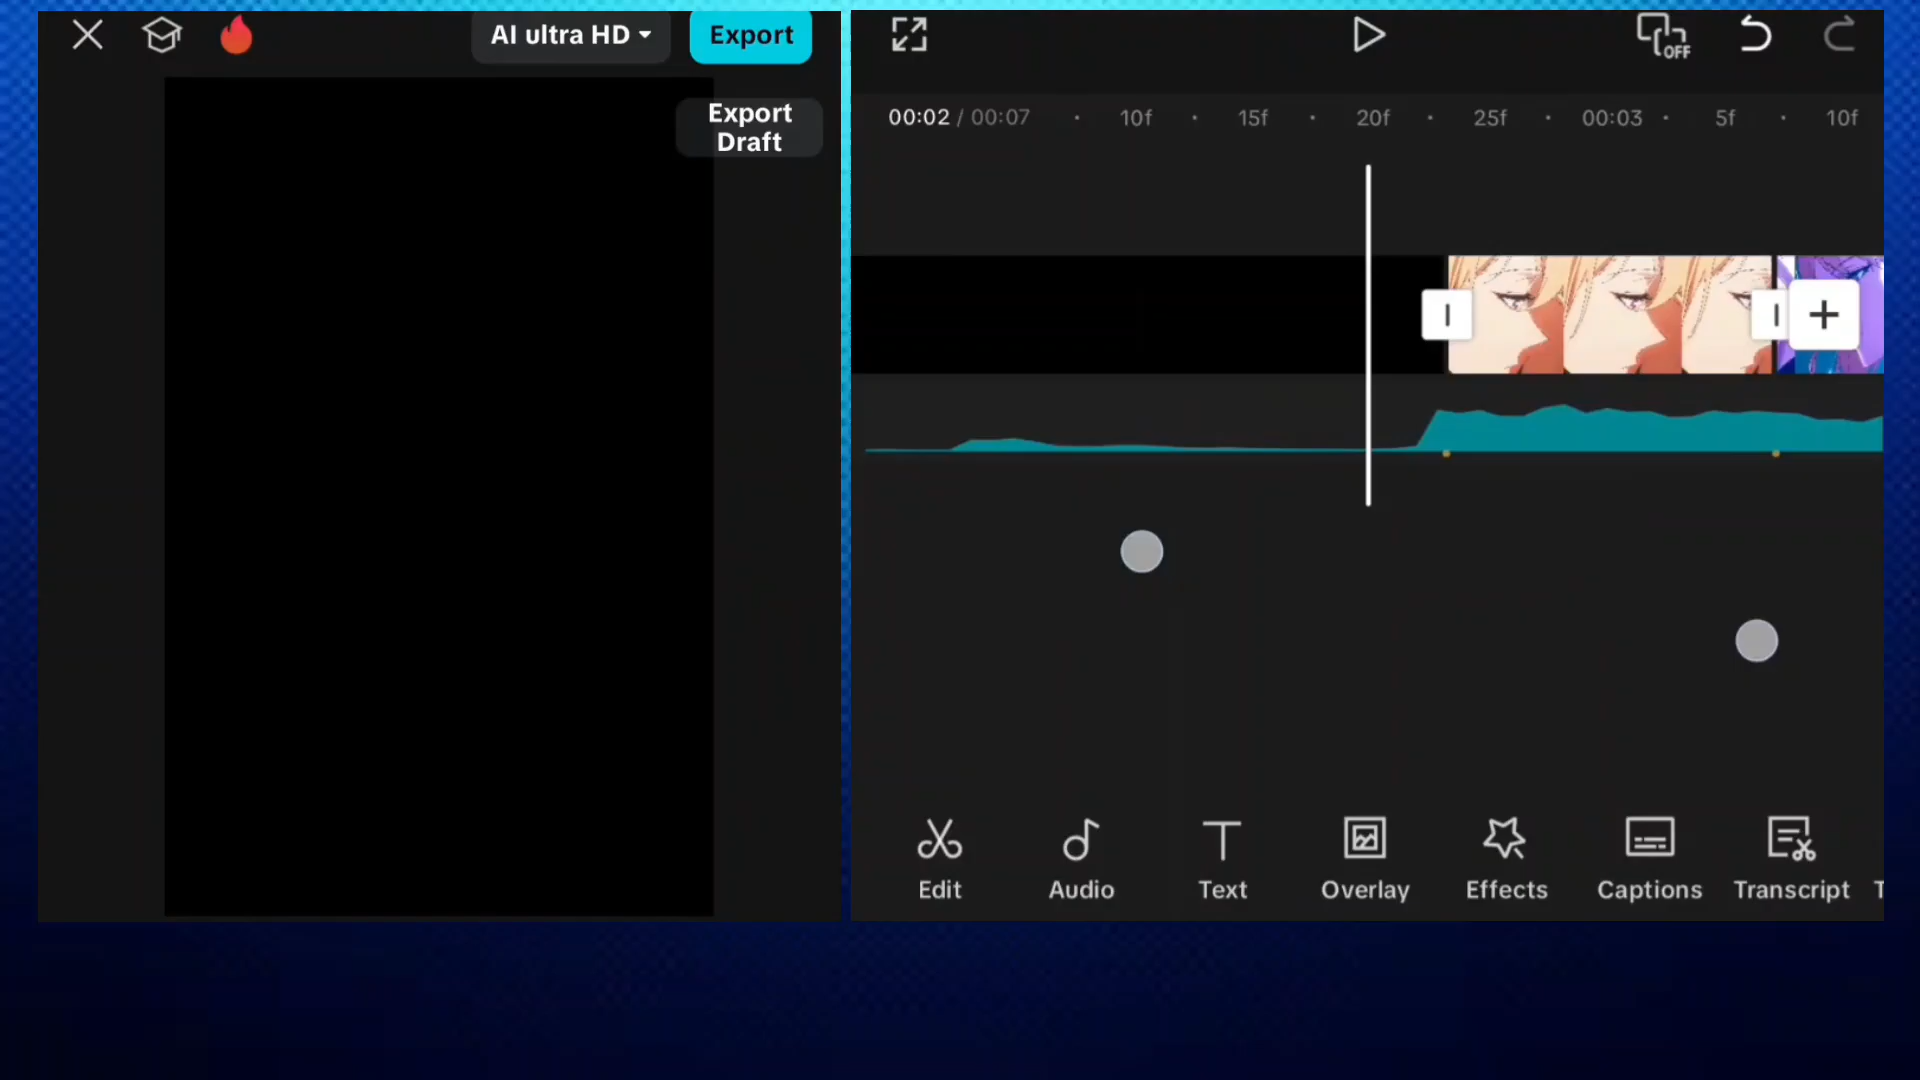 AI ultra HD
Export
Export
Draft
OFF
00:02 / 00:07
10f
15f
20f
25f
00:03
5f
10f
Edit
Audio
Text
Overlay
Effects
Captions
Transcript